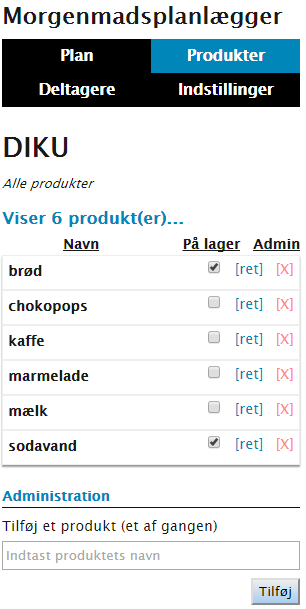 Morgenmadsplanlægger
Plan Produkter
Deltagere Indstillinger
DIKU
Alle produkter
Viser 6 produkt(er)...
Navn På lager Admin
brød [ret] [X]
chokopops [ret] [X]
kaffe [ret] [X]
marmelade [ret] [X]
mælk [ret] [X]
sodavand [ret] [X]
Administration
Tilføj et produkt (et af gangen)
Indtast produktets navn
Tilføj